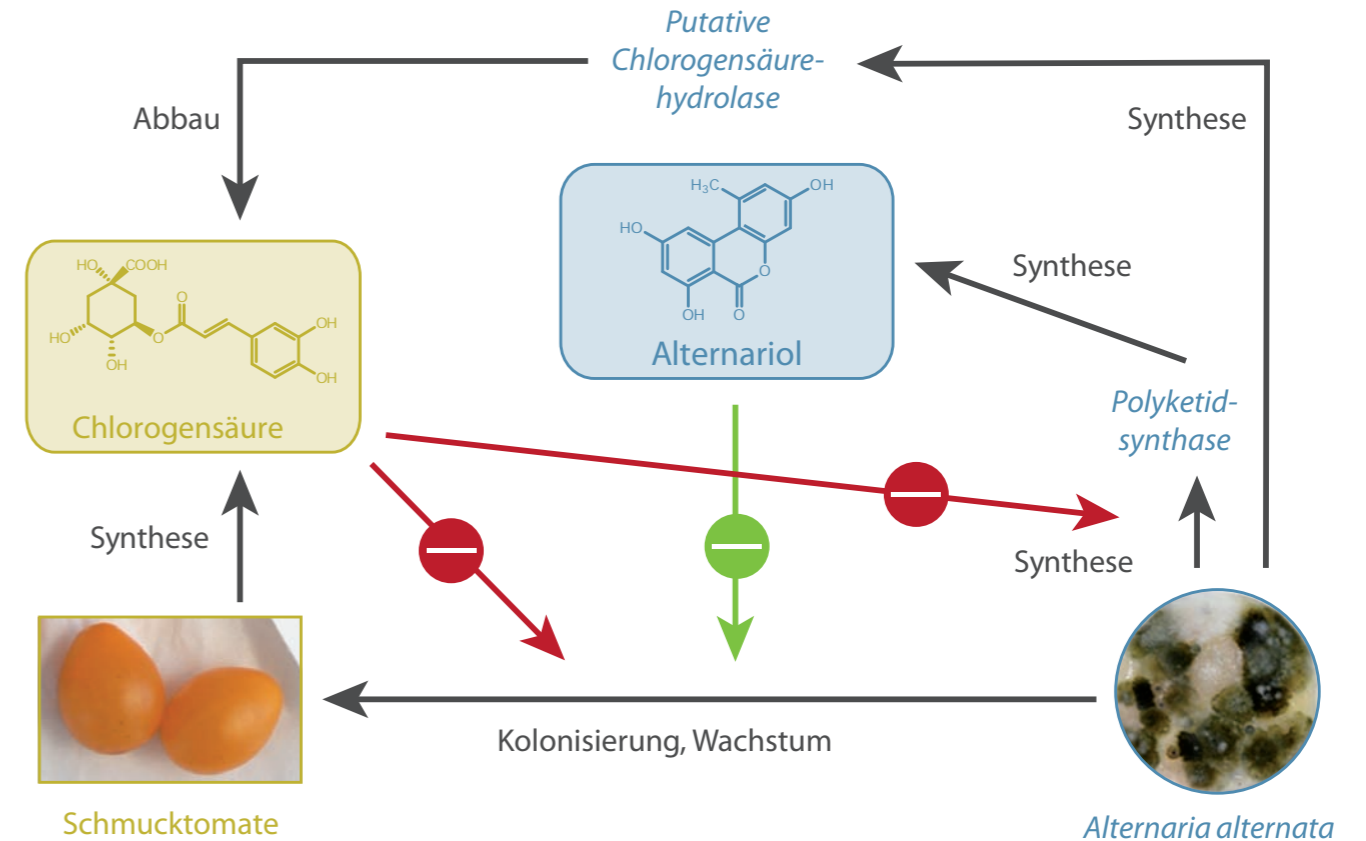 Putative
Chlorogensäure-
hydrolase
Abbau
Synthese
H₃C
OH
HO
O
OH
O
Alternariol
Synthese
HO
COOH
O
HO
O
OH
OH
OH
Chlorogensäure
Polyketid-
synthase
Synthese
Synthese
Kolonisierung, Wachstum
Schmucktomate
Alternaria alternata